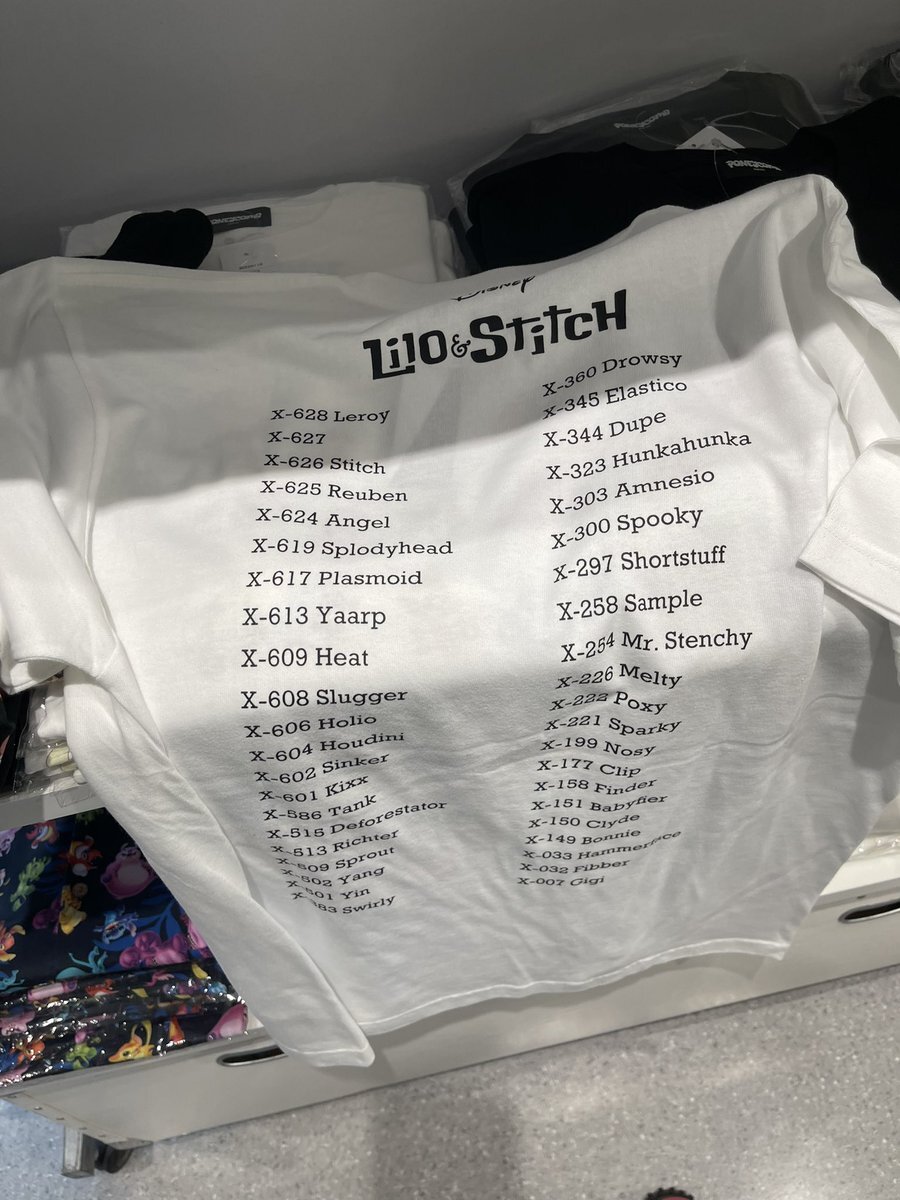 Disney
Lilo & Stitch
X-628 Leroy
X-627
X-626 Stitch
X-625 Reuben
X-624 Angel
X-619 Splodyhead
X-617 Plasmoid
X-613 Yaarp
X-609 Heat
X-608 Slugger
X-606 Holio
X-604 Houdini
X-602 Sinker
X-601 Kixx
X-586 Tank
X-515 Deforestator
X-513 Richter
X-509 Sprout
X-502 Yang
X-501 Yin
X-383 Swirly
X-360 Drowsy
X-345 Elastico
X-344 Dupe
X-323 Hunkahunka
X-303 Amnesio
X-300 Spooky
X-297 Shortstuff
X-258 Sample
X-254 Mr. Stenchy
X-226 Melty
X-222 Poxy
X-221 Sparky
X-199 Nosy
X-177 Clip
X-158 Finder
X-151 Babyfier
X-150 Clyde
X-149 Bonnie
X-033 Hammerface
X-032 Fibber
X-007 Gigi